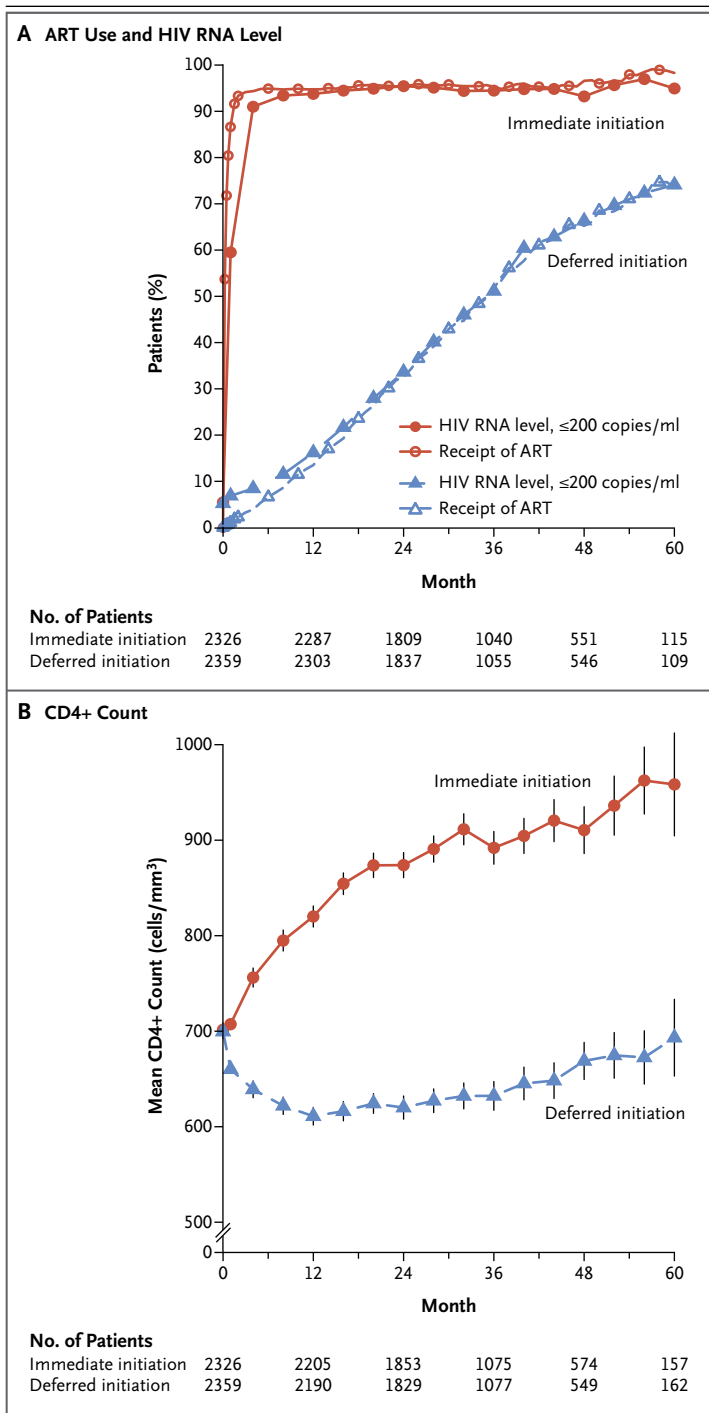 A ART Use and HIV RNA Level
100
90
80
70
60
50
40
30
20
10
0
Patients (%)
Immediate initiation
Deferred initiation
HIV RNA level, ≤200 copies/ml
Receipt of ART
HIV RNA level, ≤200 copies/ml
Receipt of ART
0 12 24 36 48 60
Month
No. of Patients
Immediate initiation 2326 2287 1809 1040 551 115
Deferred initiation 2359 2303 1837 1055 546 109
B CD4+ Count
1000
900
800
700
600
500
0
Mean CD4+ Count (cells/mm³)
Immediate initiation
Deferred initiation
0 12 24 36 48 60
Month
No. of Patients
Immediate initiation 2326 2205 1853 1075 574 157
Deferred initiation 2359 2190 1829 1077 549 162